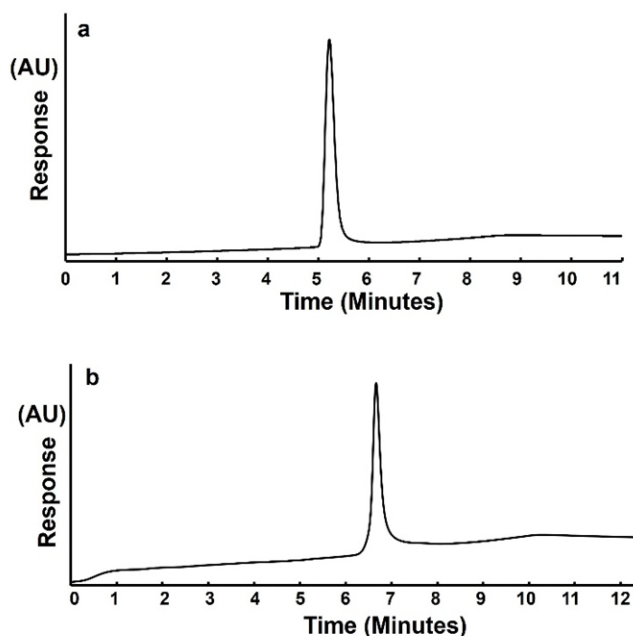 a
(AU)
Response
0 1 2 3 4 5 6 7 8 9 10 11
Time (Minutes)
b
(AU)
Response
0 1 2 3 4 5 6 7 8 9 10 11 12
Time (Minutes)